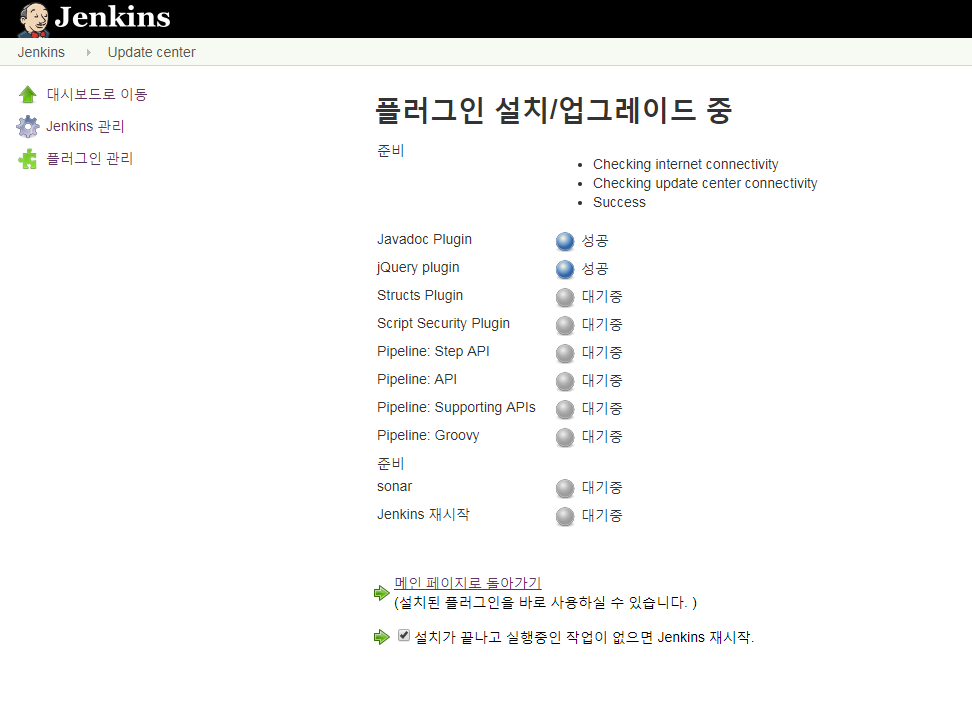 Jenkins
Jenkins Update center
대시보드로 이동
Jenkins 관리
플러그인 관리
플러그인 설치/업그레이드 중
준비
Checking internet connectivity
Checking update center connectivity
Success
Javadoc Plugin 성공
jQuery plugin 성공
Structs Plugin 대기중
Script Security Plugin 대기중
Pipeline: Step API 대기중
Pipeline: API 대기중
Pipeline: Supporting APIs 대기중
Pipeline: Groovy 대기중
준비
sonar 대기중
Jenkins 재시작 대기중
메인 페이지로 돌아가기
(설치된 플러그인을 바로 사용하실 수 있습니다. )
설치가 끝나고 실행중인 작업이 없으면 Jenkins 재시작.